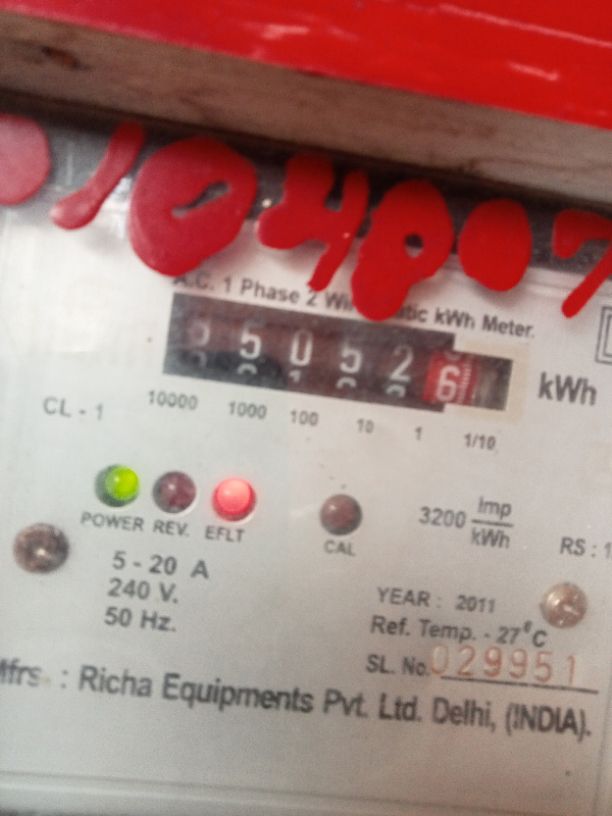 A.C. 1 Phase 2 Wi tic kWh Meter.
5 0 5 2 6 kWh
CL - 1 10000 1000 100 10 1 1/10
POWER REV. EFLT CAL
3200 Imp/kWh
RS : 1
5 - 20 A
240 V.
50 Hz.
YEAR : 2011
Ref. Temp. - 27°C
SL. No. 029951
Mfrs. : Richa Equipments Pvt. Ltd. Delhi, (INDIA).